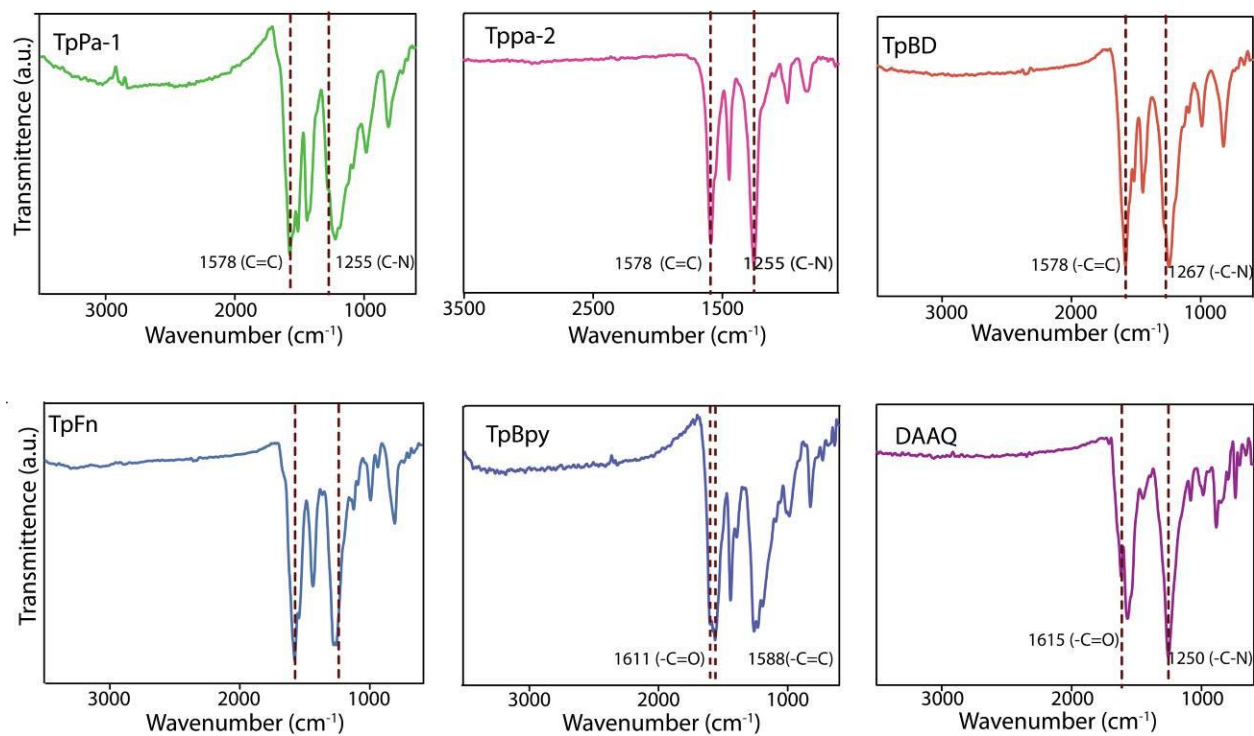 Transmittence (a.u.)
TpPa-1
1578 (C=C)
1255 (C-N)
3000
2000
1000
Wavenumber (cm⁻¹)
Tppa-2
1578 (C=C)
1255 (C-N)
3500
2500
1500
Wavenumber (cm⁻¹)
TpBD
1578 (-C=C)
1267 (-C-N)
3000
2000
1000
Wavenumber (cm⁻¹)
Transmittence (a.u.)
TpFn
3000
2000
1000
Wavenumber (cm⁻¹)
TpBpy
1611 (-C=O)
1588(-C=C)
3000
2000
1000
Wavenumber (cm⁻¹)
DAAQ
1615 (-C=O)
1250 (-C-N)
3000
2000
1000
Wavenumber (cm⁻¹)